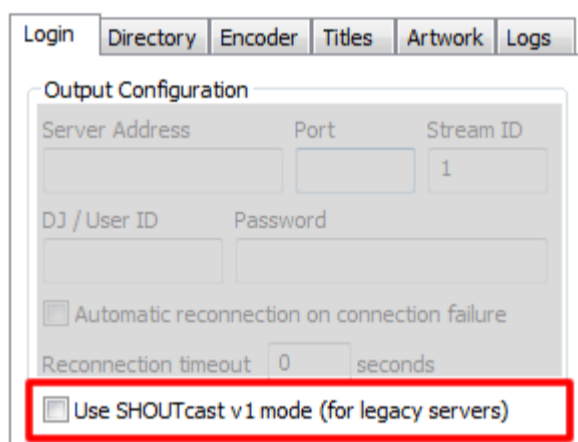 Login Directory Encoder Titles Artwork Logs
Output Configuration
Server Address Port Stream ID
1
DJ / User ID Password
Automatic reconnection on connection failure
Reconnection timeout 0 seconds
Use SHOUTcast v1 mode (for legacy servers)